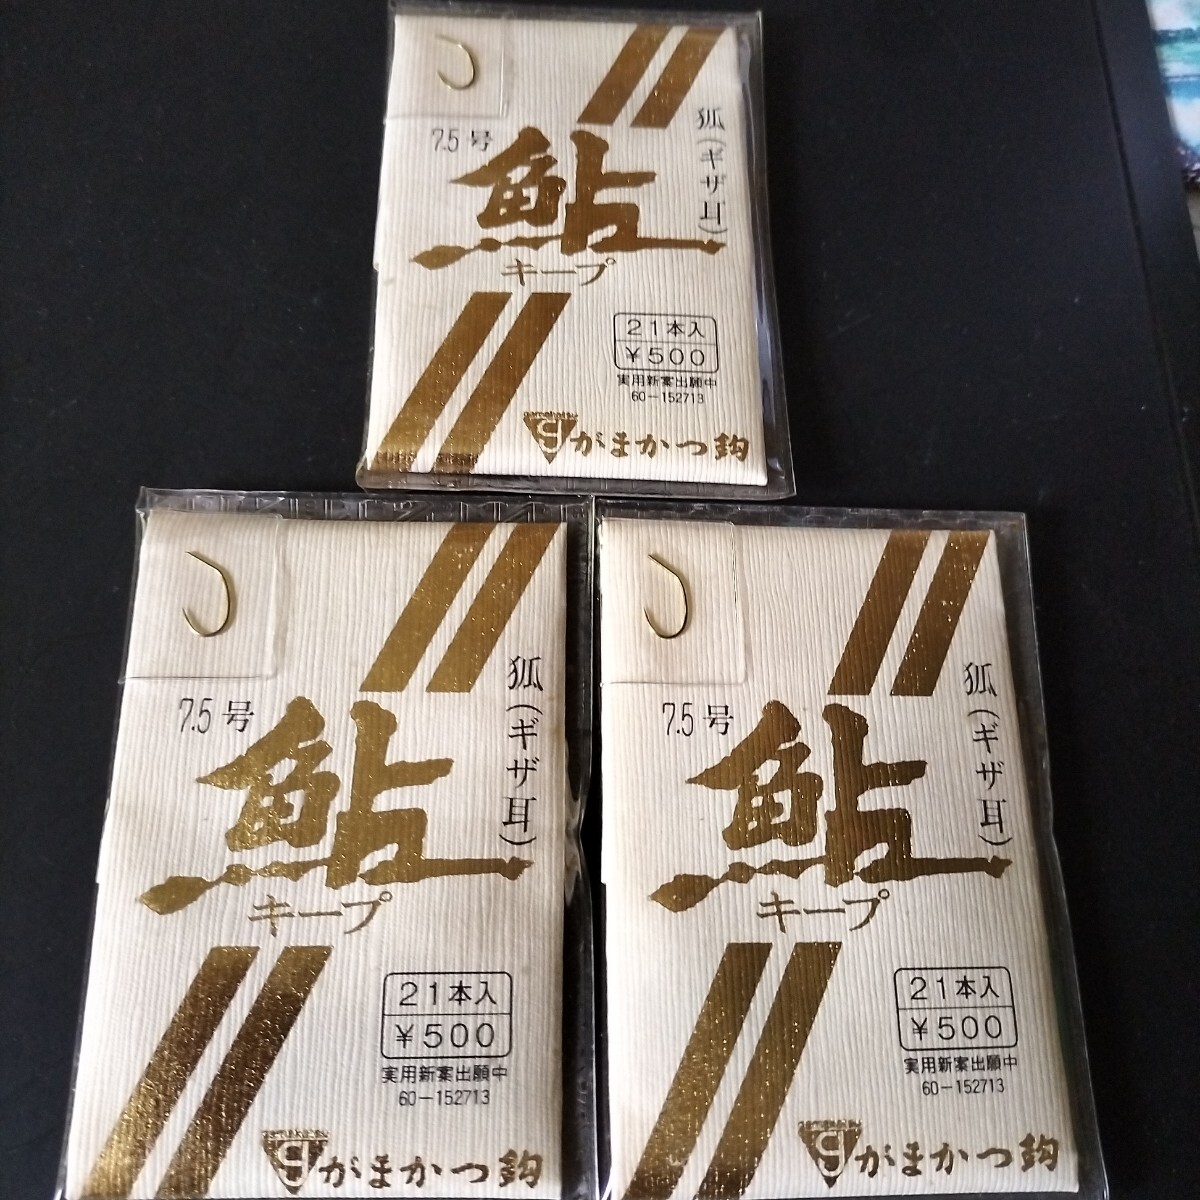 7.5号
狐(ギザ耳)
鮎
キープ
21本入
¥500
実用新案出願中
60-152713
gamakatsu
g がまかつ鈎
7.5号
狐(ギザ耳)
鮎
キープ
21本入
¥500
実用新案出願中
60-152713
gamakatsu
g がまかつ鈎
7.5号
狐(ギザ耳)
鮎
キープ
21本入
¥500
実用新案出願中
60-152713
gamakatsu
g がまかつ鈎